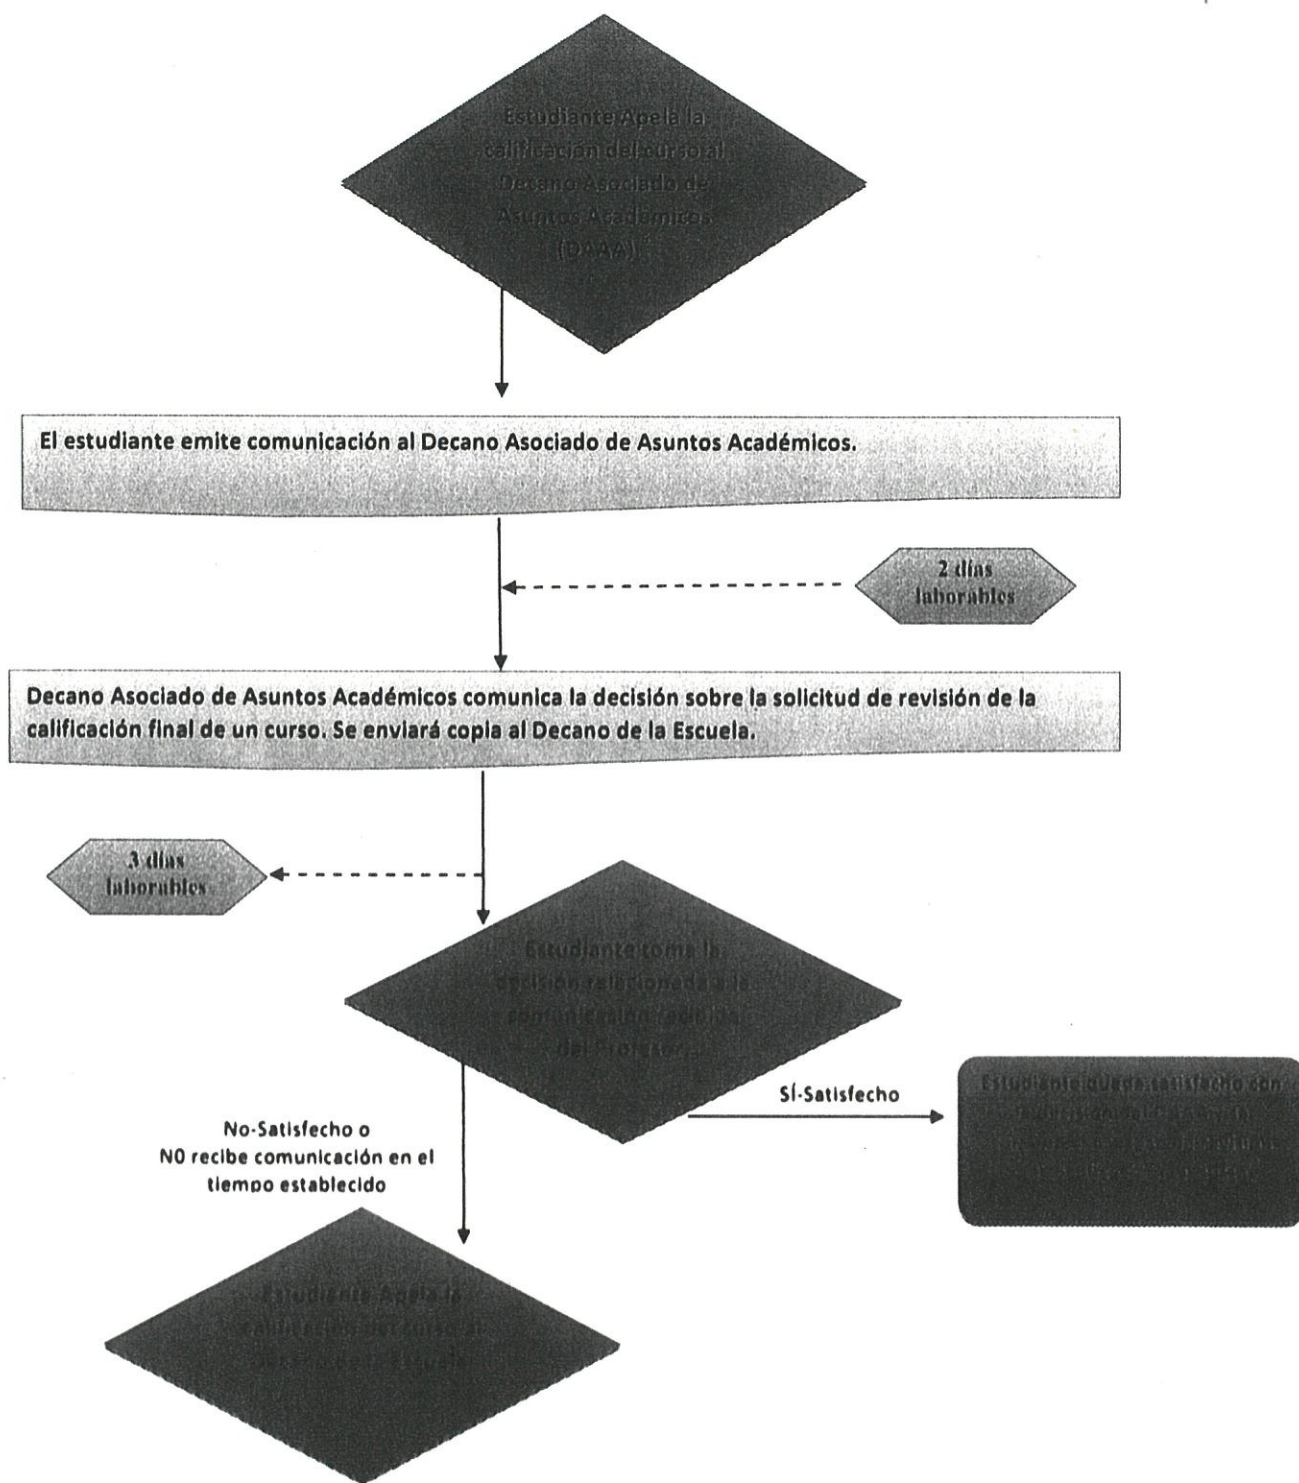 Estudiante Apela la
calificación del curso al
Decano Asociado de
Asuntos Académicos
(DAAA)
El estudiante emite comunicación al Decano Asociado de Asuntos Académicos.
2 días
laborables
Decano Asociado de Asuntos Académicos comunica la decisión sobre la solicitud de revisión de la
calificación final de un curso. Se enviará copia al Decano de la Escuela.
3 días
laborables
Estudiante toma la
decisión relacionada a la
comunicación recibida
del Profesor
SÍ-Satisfecho
Estudiante queda satisfecho con
No-Satisfecho o
N0 recibe comunicación en el
tiempo establecido
Estudiante Apela la
calificación del curso al
Decano de la Escuela